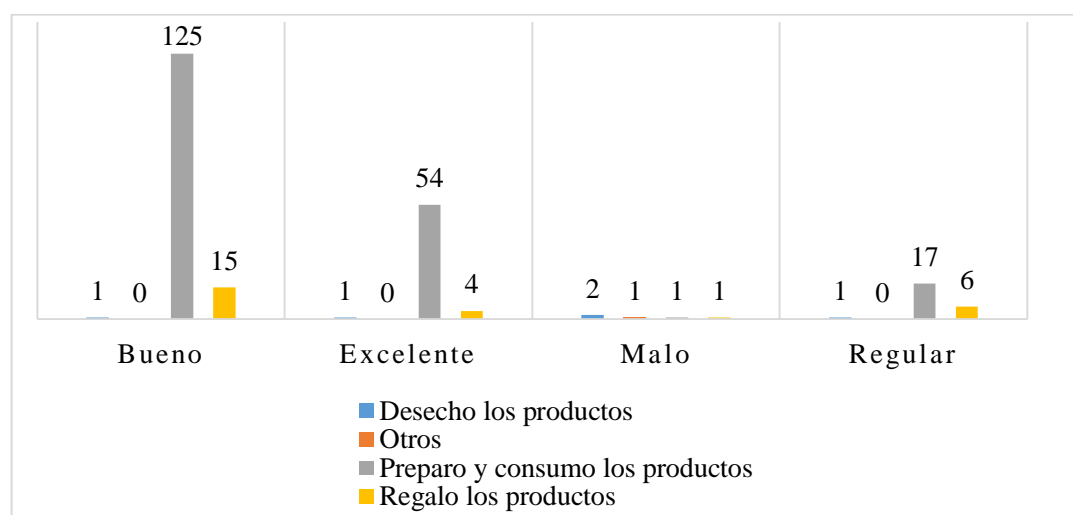 125
1 0 15
1 0 54 4
2 1 1 1
1 0 17 6
Bueno Excelente Malo Regular
Desecho los productos
Otros
Preparo y consumo los productos
Regalo los productos